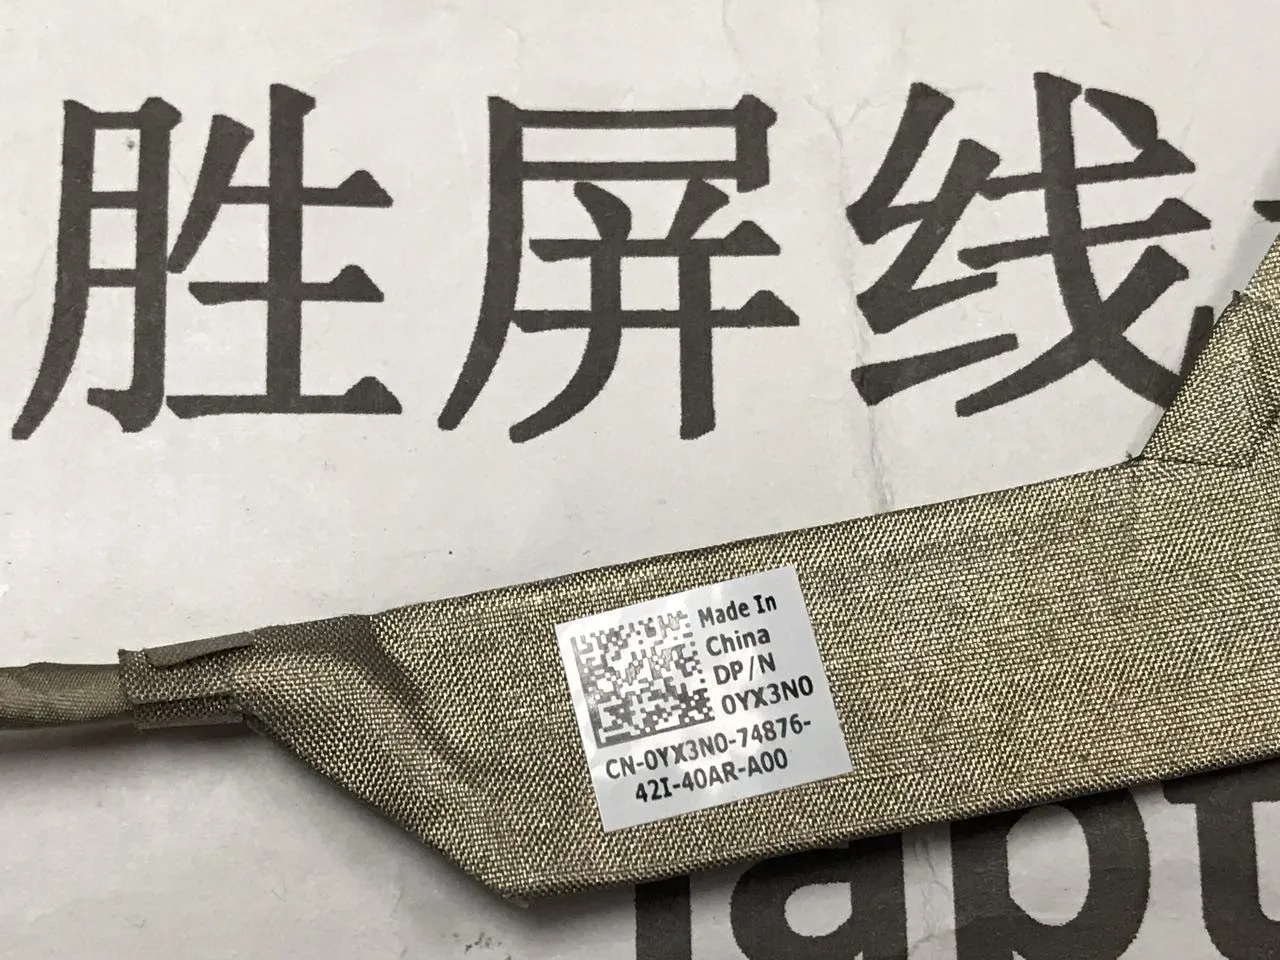 胜屏线
Made In
China
DP/N
0YX3N0
CN-0YX3N0-74876-
42I-40AR-A00